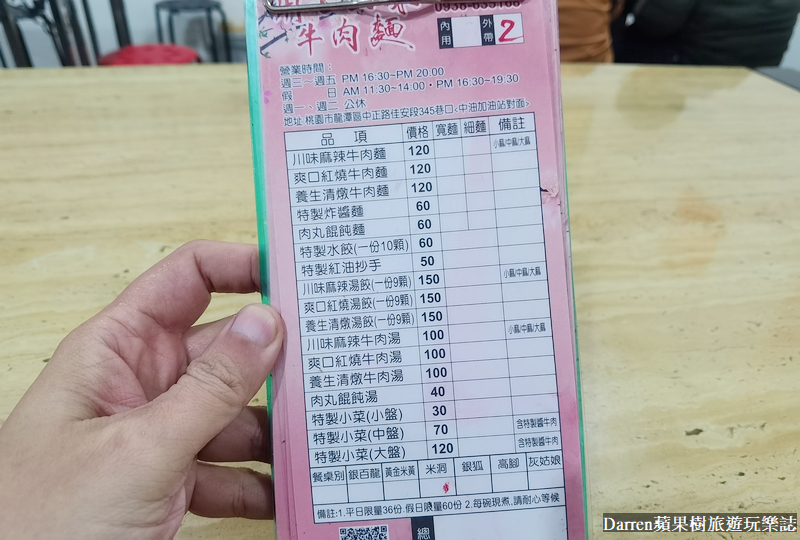 牛肉麵
內用 外帶 2
營業時間：
週三~週五 PM 16:30~PM 20:00
假 日 AM 11:30~14:00，PM 16:30~19:30
週一、週二 公休
地址:桃園市龍潭區中正路佳安段345巷口<中油加油站對面>
品 項 價格 寬麵 細麵 備註
川味麻辣牛肉麵 120 小辣/中辣/大辣
爽口紅燒牛肉麵 120
養生清燉牛肉麵 120
特製炸醬麵 60
肉丸餛飩麵 60
特製水餃(一份10顆) 60
特製紅油抄手 50
川味麻辣湯餃(一份9顆) 150 小辣/中辣/大辣
爽口紅燒湯餃(一份9顆) 150
養生清燉湯餃(一份9顆) 150
川味麻辣牛肉湯 100 小辣/中辣/大辣
爽口紅燒牛肉湯 100
養生清燉牛肉湯 100
肉丸餛飩湯 40
特製小菜(小盤) 30
特製小菜(中盤) 70 含特製醬牛肉
特製小菜(大盤) 120 含特製醬牛肉
餐桌別 銀百龍 黃金米黃 米洞 銀狐 高腳 灰姑娘
備註:1.平日限量36份.假日限量60份 2.每碗現煮,請耐心等候
總
Darren蘋果樹旅遊玩樂誌